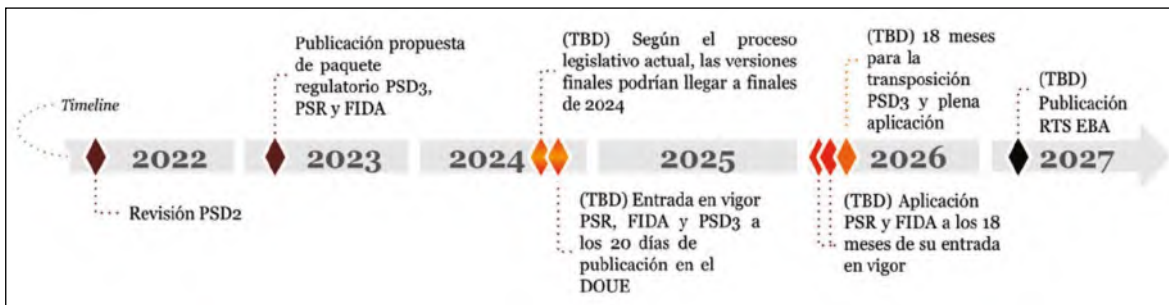 Timeline
Publicación propuesta
de paquete
regulatorio PSD3,
PSR y FIDA
(TBD) Según el proceso
legislativo actual, las versiones
finales podrían llegar a finales
de 2024
(TBD) 18 meses
para la
transposición
PSD3 y plena
aplicación
(TBD)
Publicación
RTS EBA
2022
2023
2024
2025
2026
2027
Revisión PSD2
(TBD) Entrada en vigor
PSR, FIDA y PSD3 a
los 20 días de
publicación en el
DOUE
(TBD) Aplicación
PSR y FIDA a los 18
meses de su entrada
en vigor